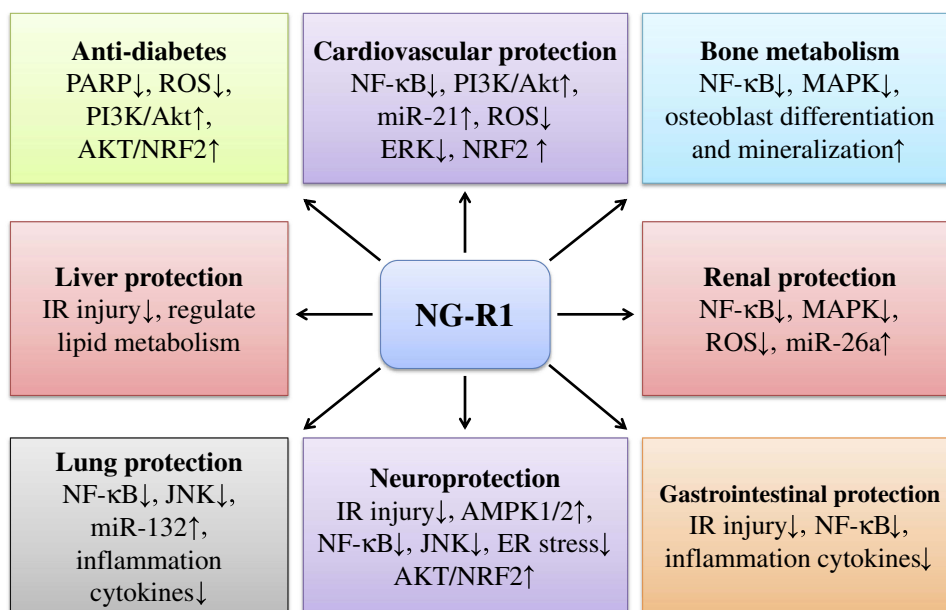 Anti-diabetes
PARP↓, ROS↓,
PI3K/Akt↑,
AKT/NRF2↑
Cardiovascular protection
NF-κB↓, PI3K/Akt↑,
miR-21↑, ROS↓
ERK↓, NRF2 ↑
Bone metabolism
NF-κB↓, MAPK↓,
osteoblast differentiation
and mineralization↑
Liver protection
IR injury↓, regulate
lipid metabolism
NG-R1
Renal protection
NF-κB↓, MAPK↓,
ROS↓, miR-26a↑
Lung protection
NF-κB↓, JNK↓,
miR-132↑,
inflammation
cytokines↓
Neuroprotection
IR injury↓, AMPK1/2↑,
NF-κB↓, JNK↓, ER stress↓
AKT/NRF2↑
Gastrointestinal protection
IR injury↓, NF-κB↓,
inflammation cytokines↓